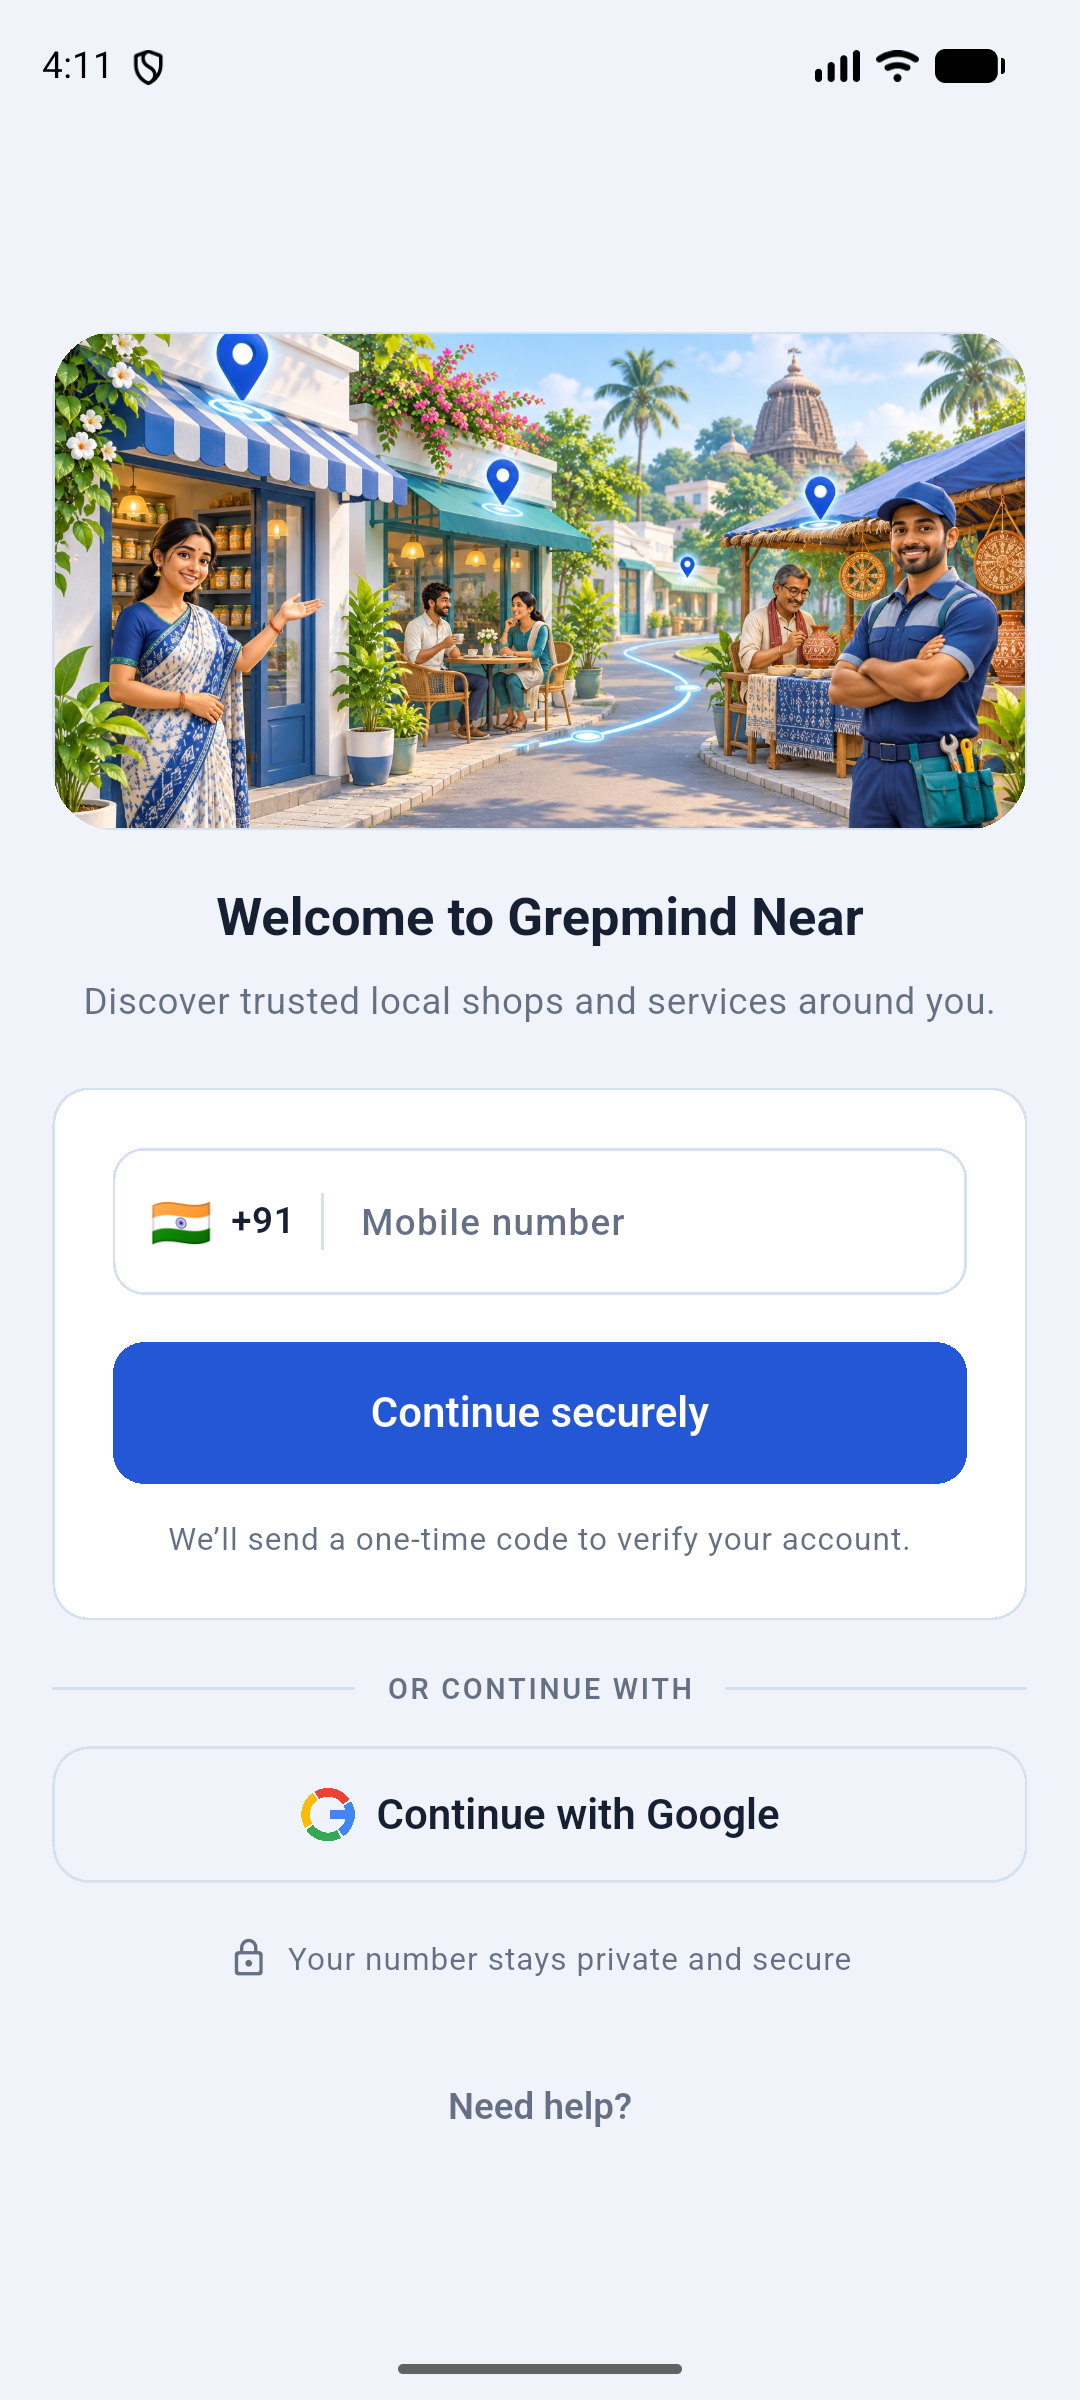 4:11
Welcome to Grepmind Near
Discover trusted local shops and services around you.
+91
Mobile number
Continue securely
We’ll send a one-time code to verify your account.
OR CONTINUE WITH
Continue with Google
Your number stays private and secure
Need help?